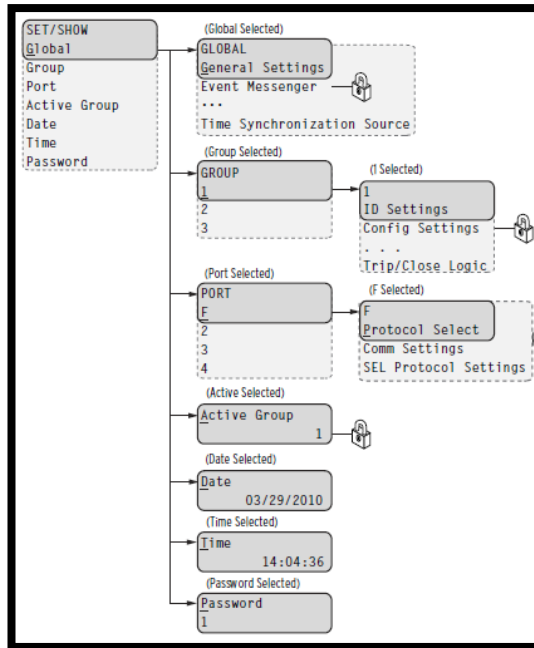 SET/SHOW
Global
Group
Port
Active Group
Date
Time
Password
(Global Selected)
GLOBAL
General Settings
Event Messenger
...
Time Synchronization Source
(Group Selected)
GROUP
1
2
3
(1 Selected)
1
ID Settings
Config Settings
. . .
Trip/Close Logic
(Port Selected)
PORT
F
2
3
4
(F Selected)
F
Protocol Select
Comm Settings
SEL Protocol Settings
(Active Selected)
Active Group
1
(Date Selected)
Date
03/29/2010
(Time Selected)
Time
14:04:36
(Password Selected)
Password
1